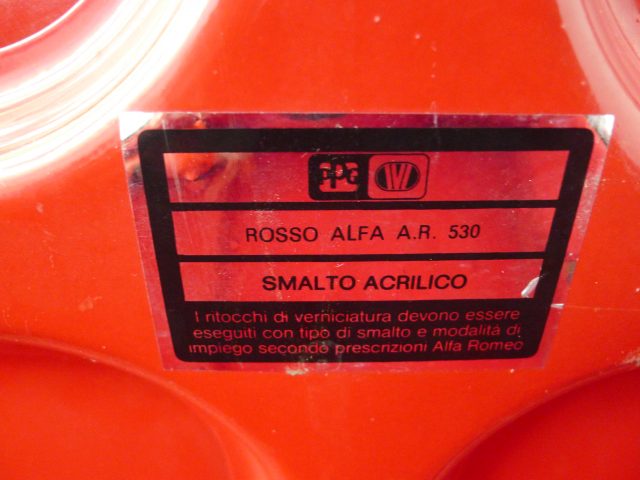 PPG IVI
ROSSO ALFA A.R. 530
SMALTO ACRILICO
I ritocchi di verniciatura devono essere
eseguiti con tipo di smalto e modalità di
impiego secondo prescrizioni Alfa Romeo